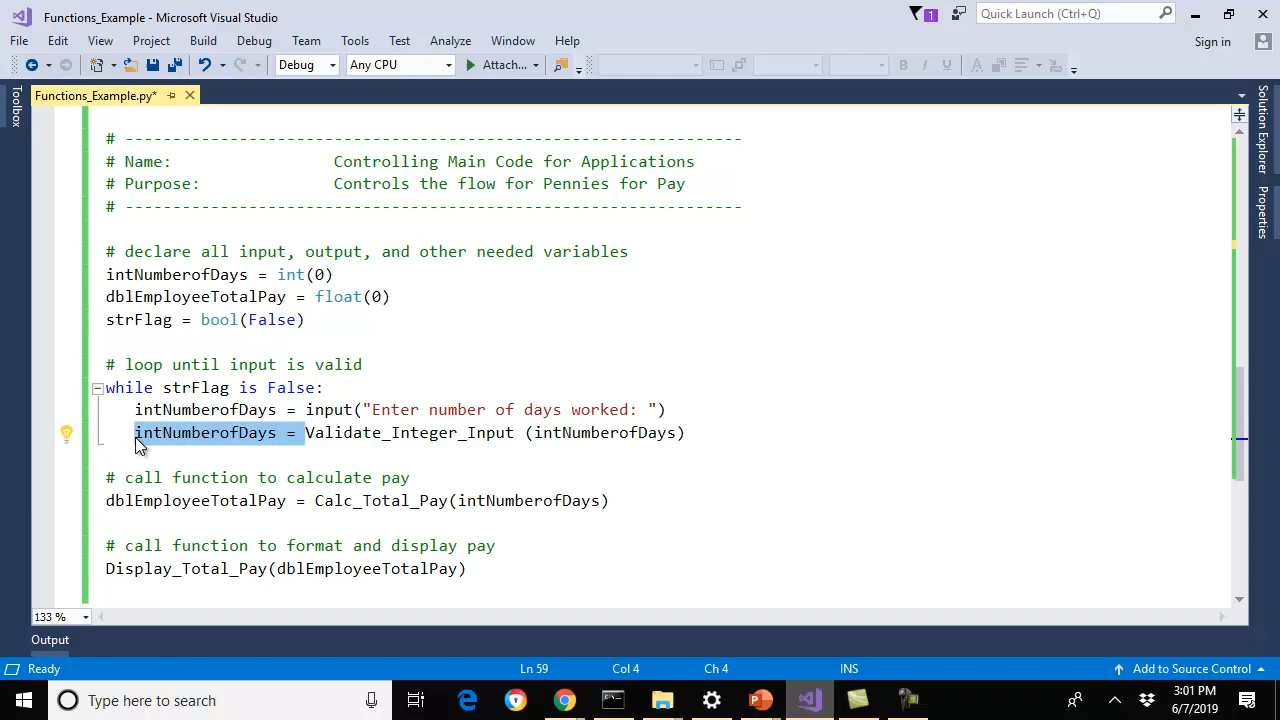 Functions_Example - Microsoft Visual Studio
1
Quick Launch (Ctrl+Q)
File Edit View Project Build Debug Team Tools Test Analyze Window Help
Sign in
Debug Any CPU Attach... B I U A
Toolbox
Functions_Example.py*
Solution Explorer
Properties
# -----------------------------------------------------------------
# Name: Controlling Main Code for Applications
# Purpose: Controls the flow for Pennies for Pay
# -----------------------------------------------------------------
# declare all input, output, and other needed variables
intNumberofDays = int(0)
dblEmployeeTotalPay = float(0)
strFlag = bool(False)
# loop until input is valid
while strFlag is False:
intNumberofDays = input("Enter number of days worked: ")
intNumberofDays = Validate_Integer_Input (intNumberofDays)
# call function to calculate pay
dblEmployeeTotalPay = Calc_Total_Pay(intNumberofDays)
# call function to format and display pay
Display_Total_Pay(dblEmployeeTotalPay)
133 %
Output
Ready Ln 59 Col 4 Ch 4 INS Add to Source Control
Type here to search
3:01 PM
6/7/2019